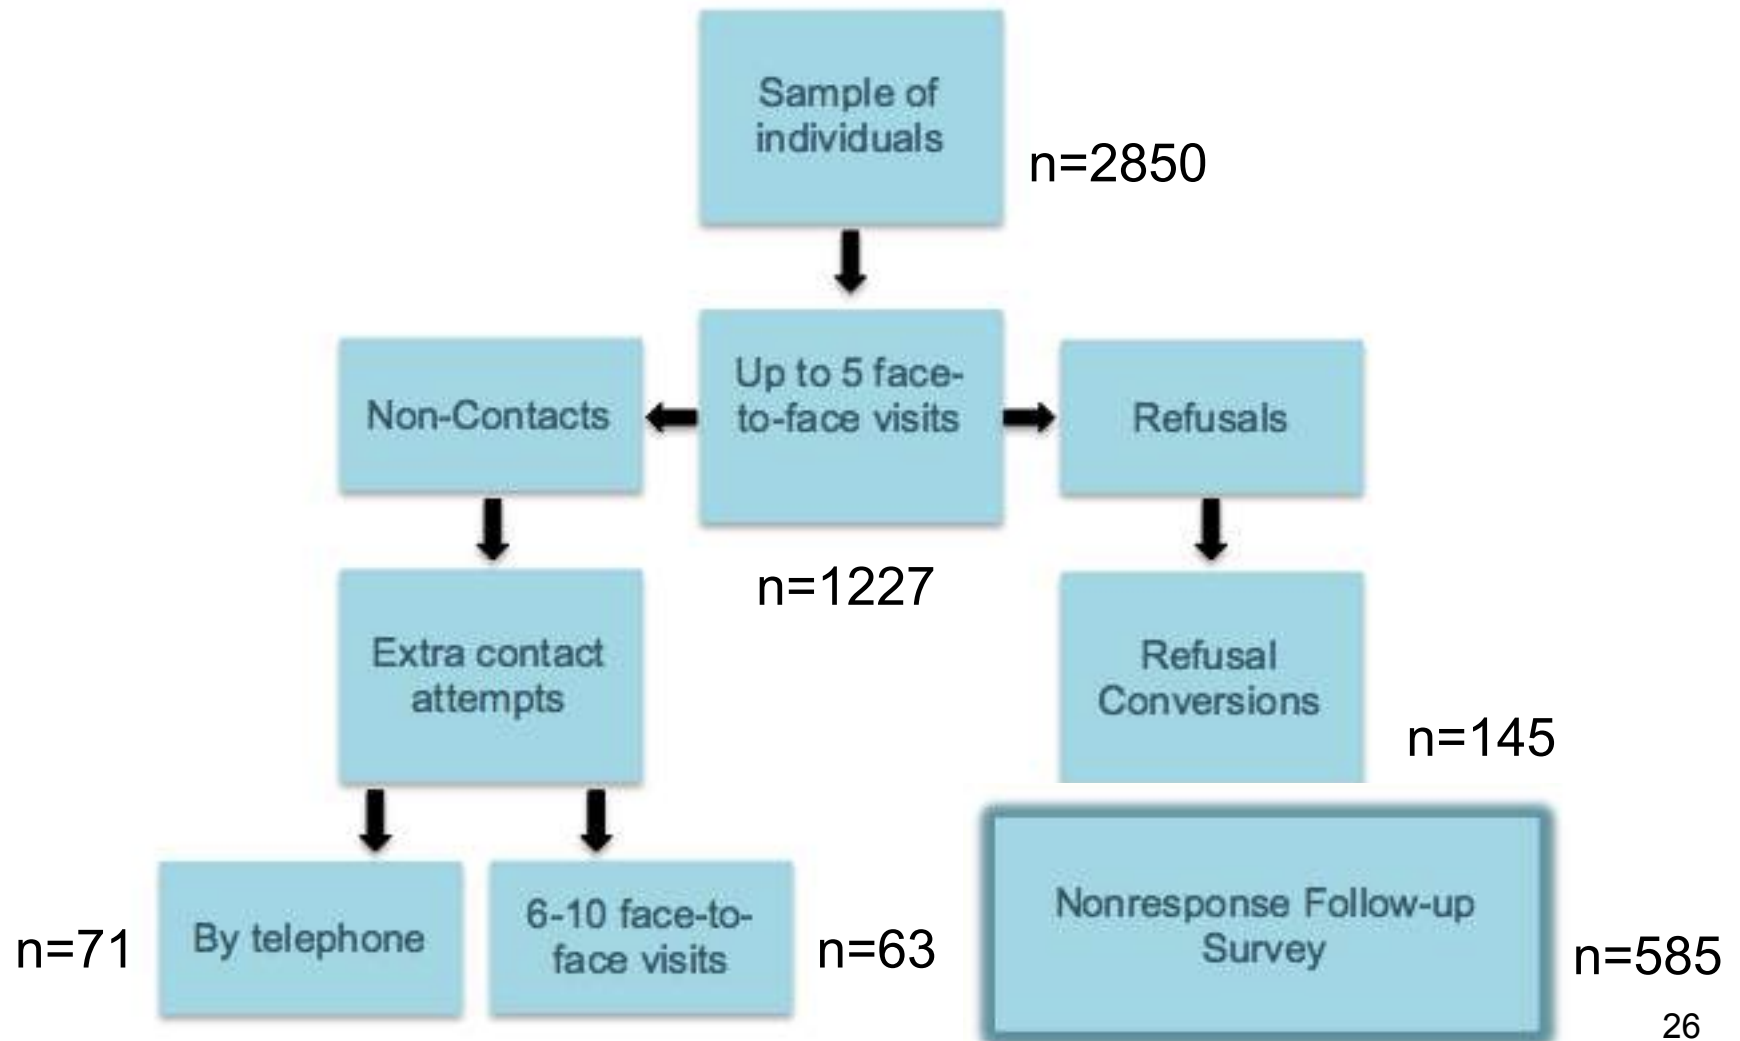 Sample of
individuals
n=2850
Non-Contacts
Up to 5 face-
to-face visits
Refusals
n=1227
Extra contact
attempts
Refusal
Conversions
n=145
n=71
By telephone
6-10 face-to-
face visits
n=63
Nonresponse Follow-up
Survey
n=585
26